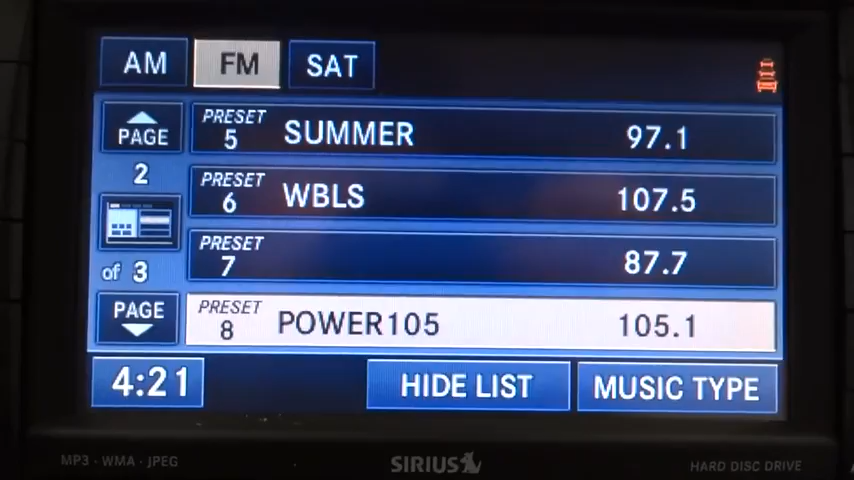 AM FM SAT
PAGE
PRESET 5 SUMMER 97.1
2
PRESET 6 WBLS 107.5
of 3
PRESET 7 87.7
PAGE
PRESET 8 POWER105 105.1
4:21 HIDE LIST MUSIC TYPE
MP3 - WMA - JPEG SIRIUS HARD DISC DRIVE